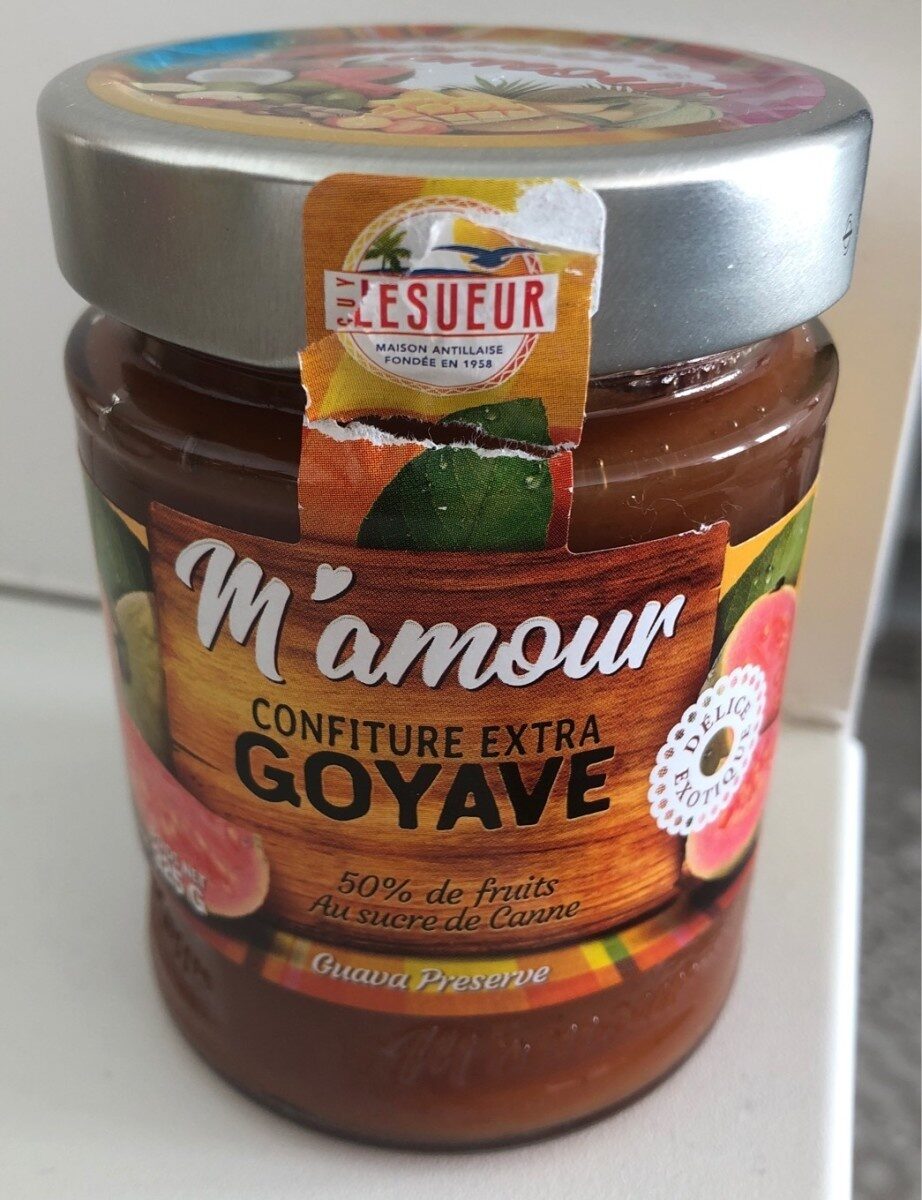 GUY
LESUEUR
MAISON ANTILLAISE
FONDÉE EN 1958
M'amour
CONFITURE EXTRA
GOYAVE
DÉLICE
EXOTIQUE
50% de fruits
Au sucre de Canne
Guava Preserve